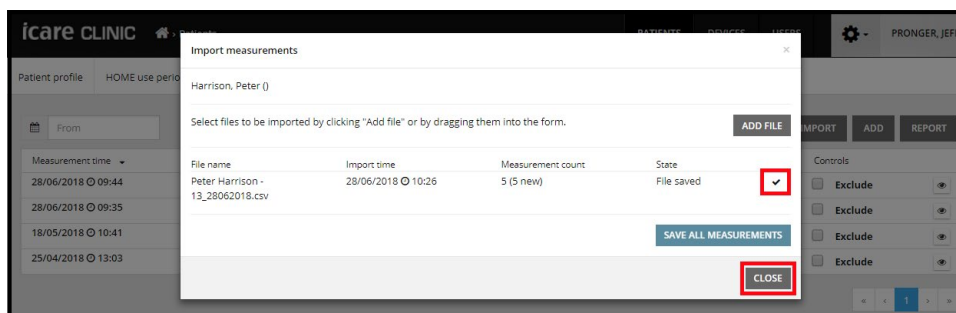 icare CLINIC
PATIENTS DEVICES USERS
PRONGER, JEF
Import measurements
×
Patient profile
HOME use perio
Harrison, Peter ()
Select files to be imported by clicking "Add file" or by dragging them into the form.
ADD FILE
From
IMPORT
ADD
REPORT
Measurement time
Controls
File name Import time Measurement count State
28/06/2018 09:44
Peter Harrison - 28/06/2018 10:26 5 (5 new) File saved
13_28062018.csv
Exclude
28/06/2018 09:35
Exclude
18/05/2018 10:41
SAVE ALL MEASUREMENTS
Exclude
25/04/2018 13:03
Exclude
CLOSE
« ‹ 1 › »